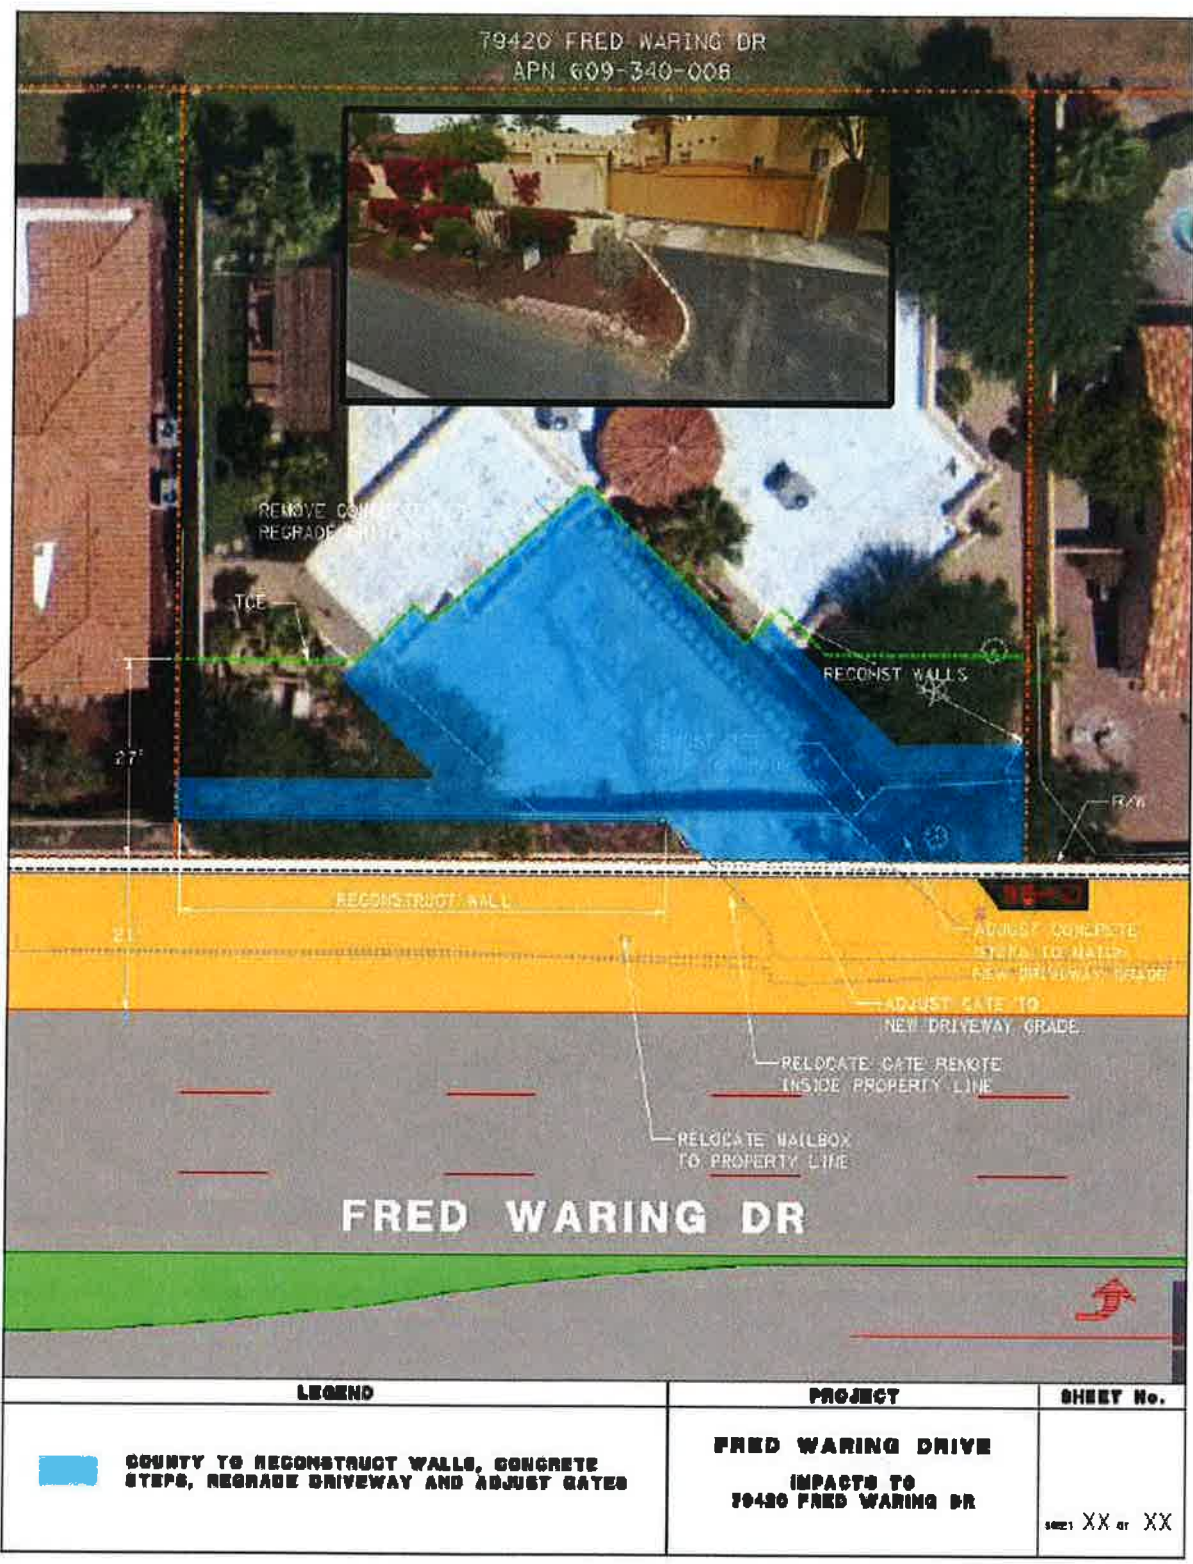 79420 FRED WARING DR
APN 609-340-008
REMOVE
REGRADE
TCE
RECONST WALLS
27'
R/W
RECONSTRUCT WALL
21'
ADJUST CONCRETE
STEPS TO MATCH
NEW DRIVEWAY GRADE
ADJUST GATE TO
NEW DRIVEWAY GRADE
RELOCATE GATE REMOTE
INSIDE PROPERTY LINE
RELOCATE MAILBOX
TO PROPERTY LINE
FRED WARING DR
LEGEND
PROJECT
SHEET No.
COUNTY TO RECONSTRUCT WALLS, CONCRETE
STEPS, REGRADE DRIVEWAY AND ADJUST GATES
FRED WARING DRIVE
IMPACTS TO
79420 FRED WARING DR
SHEET XX OF XX